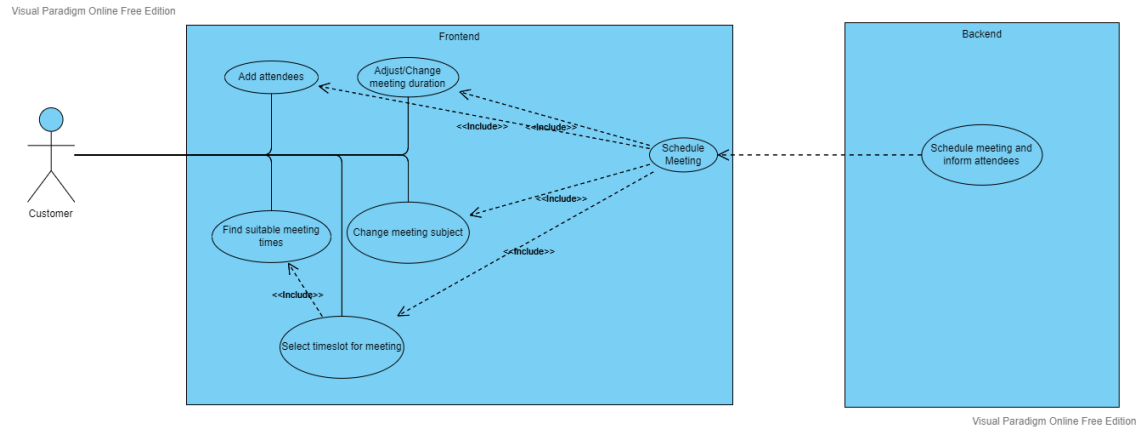 Visual Paradigm Online Free Edition
Frontend
Backend
Add attendees
Adjust/Change
meeting duration
<<Include>>
<<Include>>
Schedule
Meeting
Schedule meeting and
inform attendees
Customer
<<Include>>
Find suitable meeting
times
Change meeting subject
<<Include>>
<<Include>>
Select timeslot for meeting
Visual Paradigm Online Free Edition